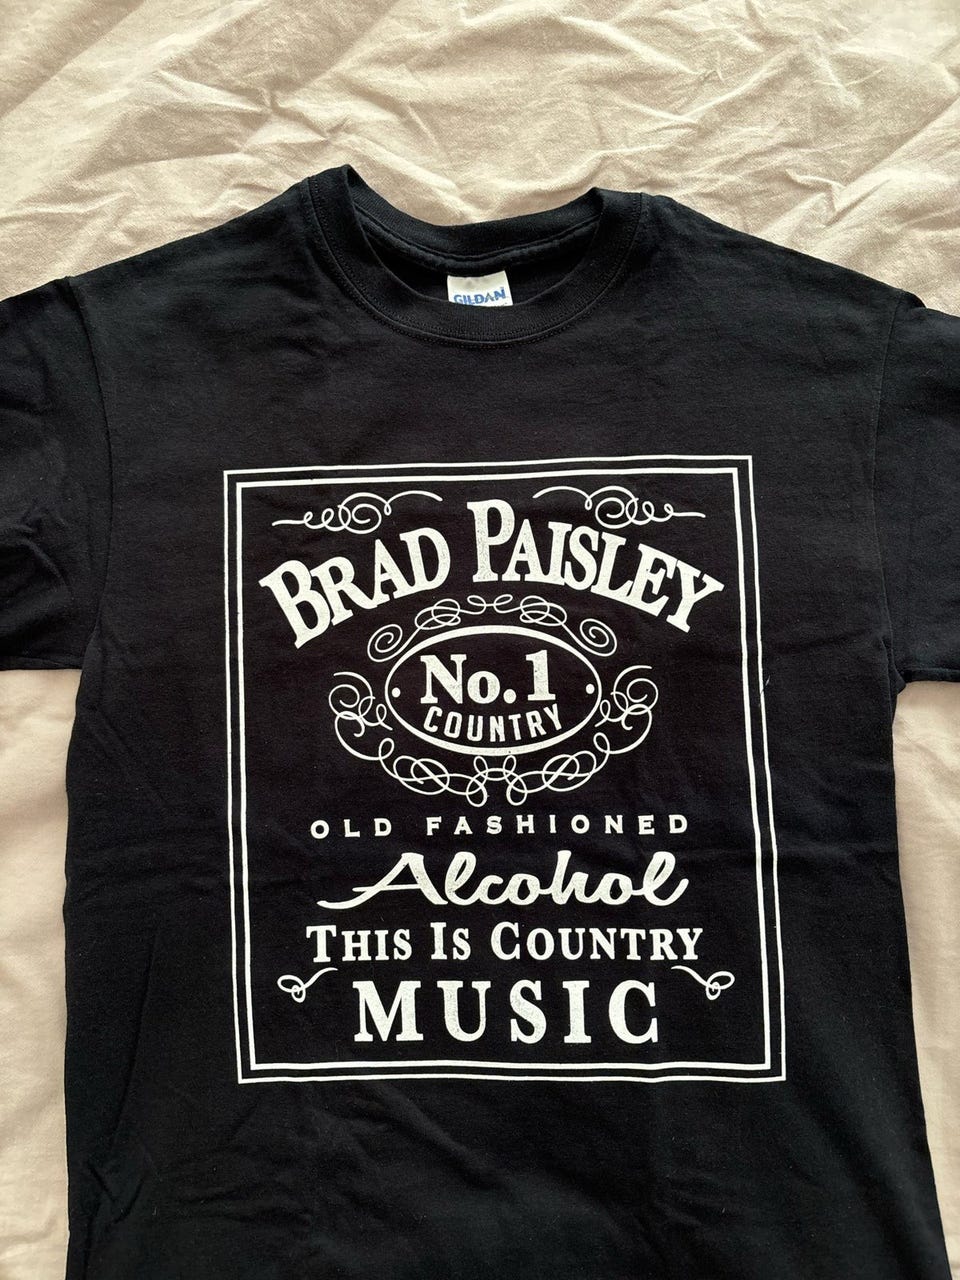 GILDAN
BRAD PAISLEY
No. 1
COUNTRY
OLD FASHIONED
Alcohol
THIS IS COUNTRY
MUSIC